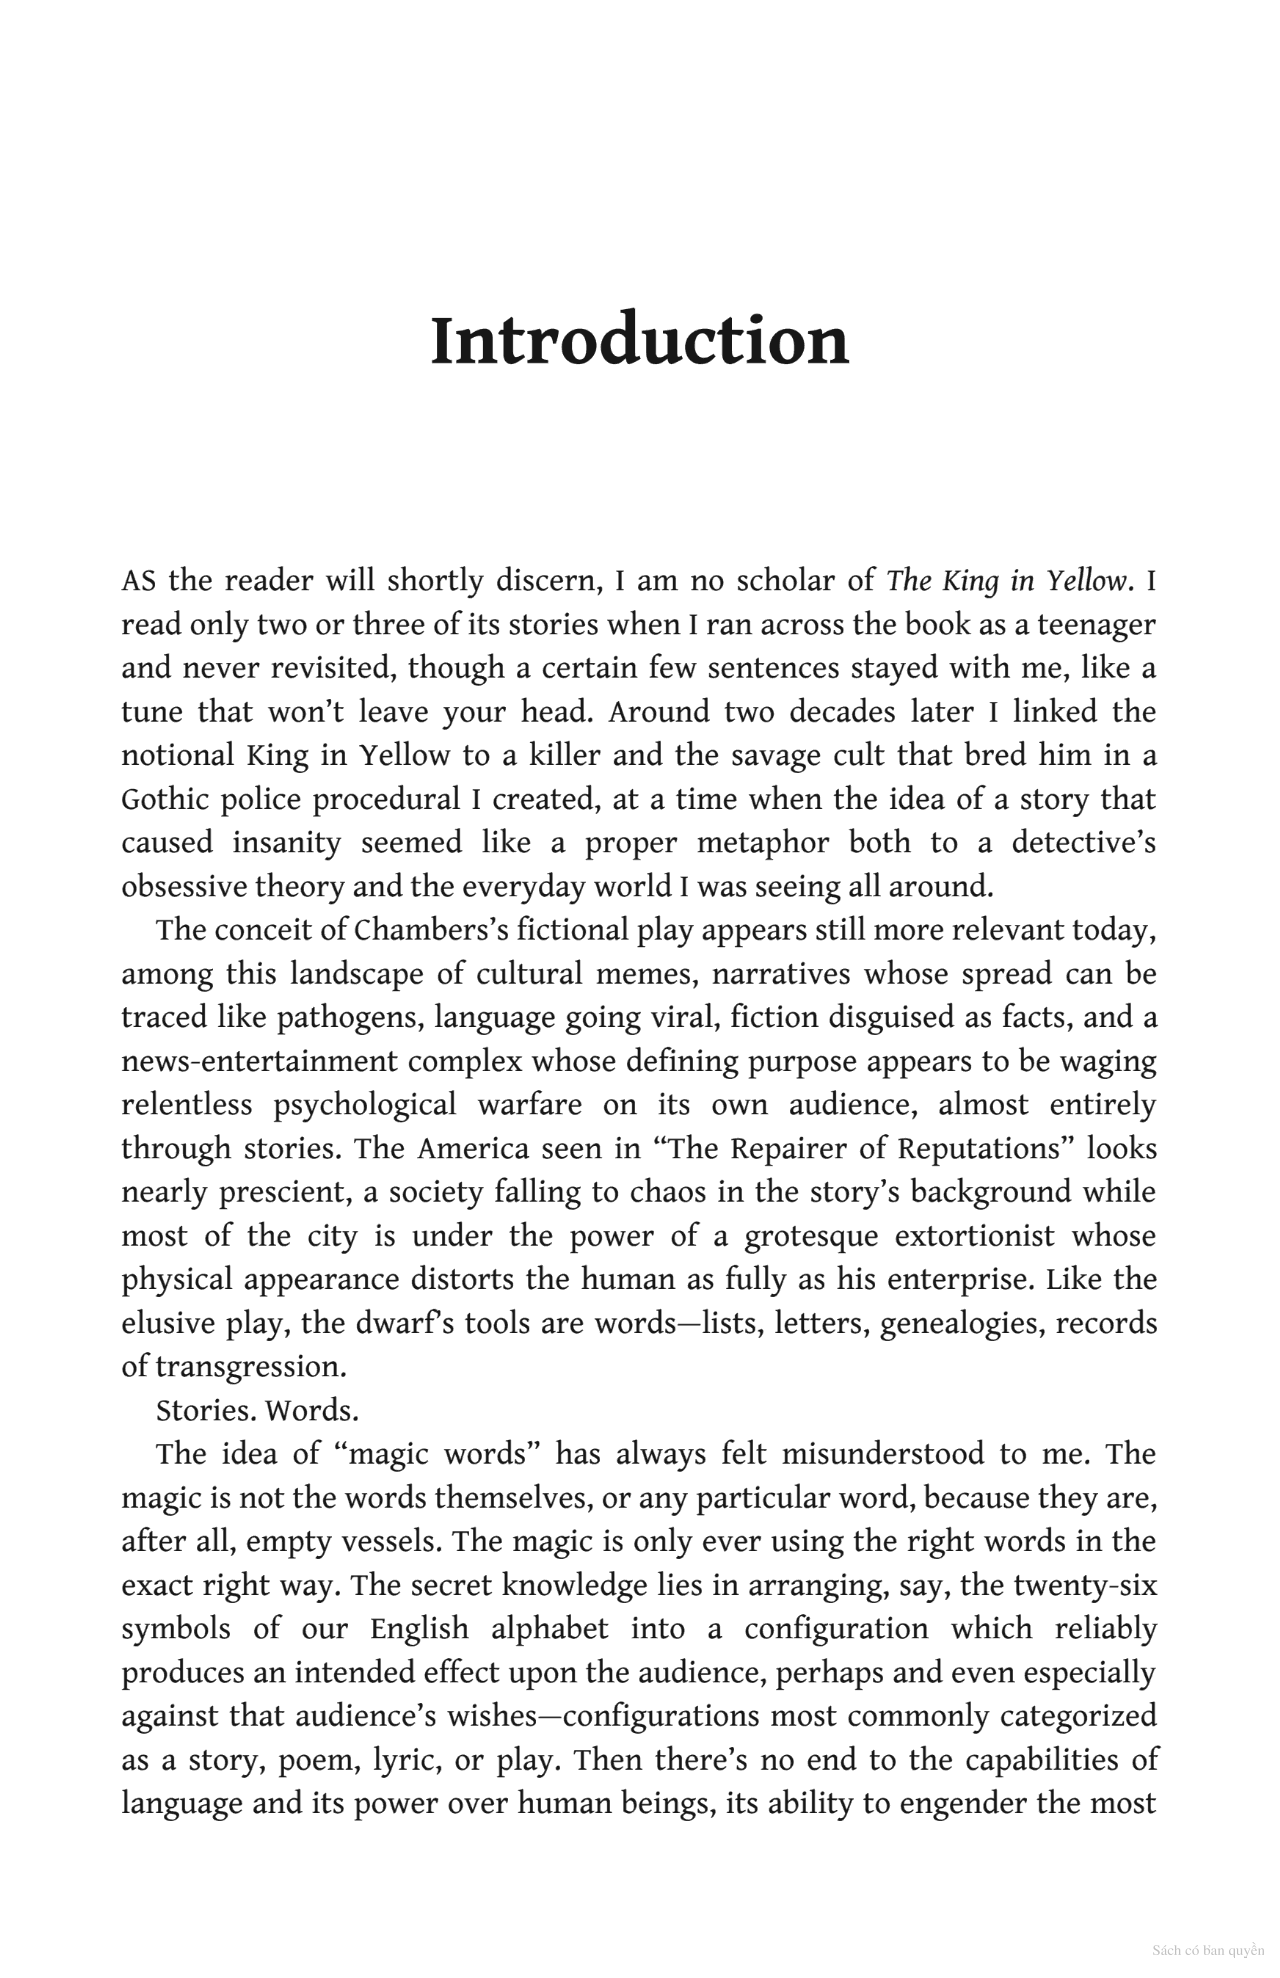 Introduction
AS the reader will shortly discern, I am no scholar of The King in Yellow. I
read only two or three of its stories when I ran across the book as a teenager
and never revisited, though a certain few sentences stayed with me, like a
tune that won’t leave your head. Around two decades later I linked the
notional King in Yellow to a killer and the savage cult that bred him in a
Gothic police procedural I created, at a time when the idea of a story that
caused insanity seemed like a proper metaphor both to a detective’s
obsessive theory and the everyday world I was seeing all around.
The conceit of Chambers’s fictional play appears still more relevant today,
among this landscape of cultural memes, narratives whose spread can be
traced like pathogens, language going viral, fiction disguised as facts, and a
news-entertainment complex whose defining purpose appears to be waging
relentless psychological warfare on its own audience, almost entirely
through stories. The America seen in “The Repairer of Reputations” looks
nearly prescient, a society falling to chaos in the story’s background while
most of the city is under the power of a grotesque extortionist whose
physical appearance distorts the human as fully as his enterprise. Like the
elusive play, the dwarf’s tools are words—lists, letters, genealogies, records
of transgression.
Stories. Words.
The idea of “magic words” has always felt misunderstood to me. The
magic is not the words themselves, or any particular word, because they are,
after all, empty vessels. The magic is only ever using the right words in the
exact right way. The secret knowledge lies in arranging, say, the twenty-six
symbols of our English alphabet into a configuration which reliably
produces an intended effect upon the audience, perhaps and even especially
against that audience’s wishes—configurations most commonly categorized
as a story, poem, lyric, or play. Then there’s no end to the capabilities of
language and its power over human beings, its ability to engender the most
Sách có bản quyền